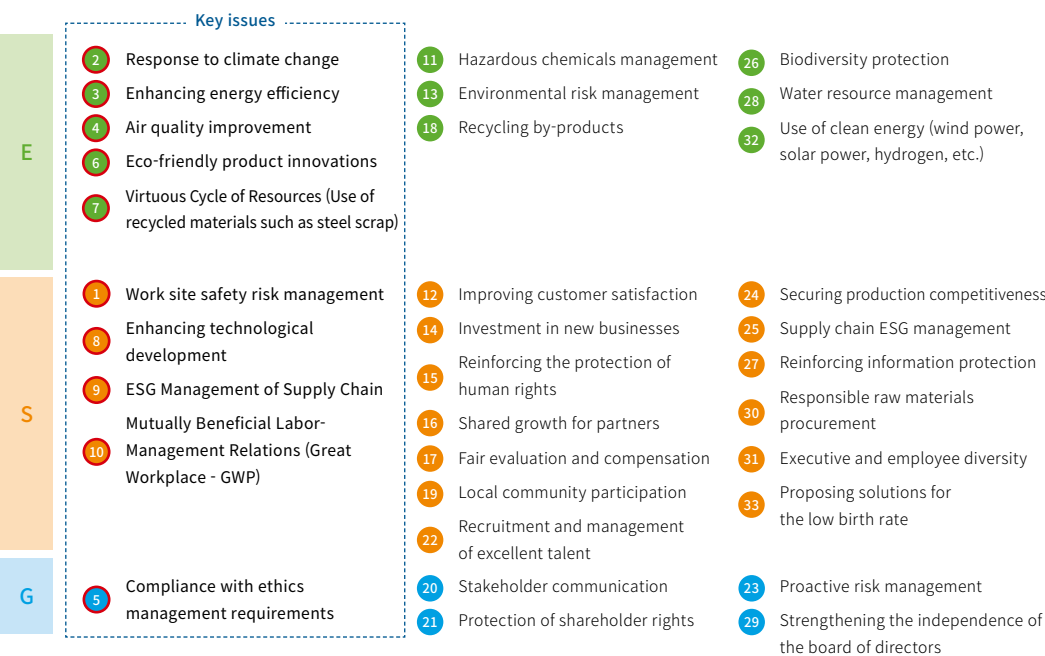 Key issues
E
2 Response to climate change
3 Enhancing energy efficiency
4 Air quality improvement
6 Eco-friendly product innovations
7 Virtuous Cycle of Resources (Use of
recycled materials such as steel scrap)
11 Hazardous chemicals management
13 Environmental risk management
18 Recycling by-products
26 Biodiversity protection
28 Water resource management
32 Use of clean energy (wind power,
solar power, hydrogen, etc.)
S
1 Work site safety risk management
8 Enhancing technological
development
9 ESG Management of Supply Chain
10 Mutually Beneficial Labor-
Management Relations (Great
Workplace - GWP)
12 Improving customer satisfaction
14 Investment in new businesses
15 Reinforcing the protection of
human rights
16 Shared growth for partners
17 Fair evaluation and compensation
19 Local community participation
22 Recruitment and management
of excellent talent
24 Securing production competitiveness
25 Supply chain ESG management
27 Reinforcing information protection
30 Responsible raw materials
procurement
31 Executive and employee diversity
33 Proposing solutions for
the low birth rate
G
5 Compliance with ethics
management requirements
20 Stakeholder communication
21 Protection of shareholder rights
23 Proactive risk management
29 Strengthening the independence of
the board of directors